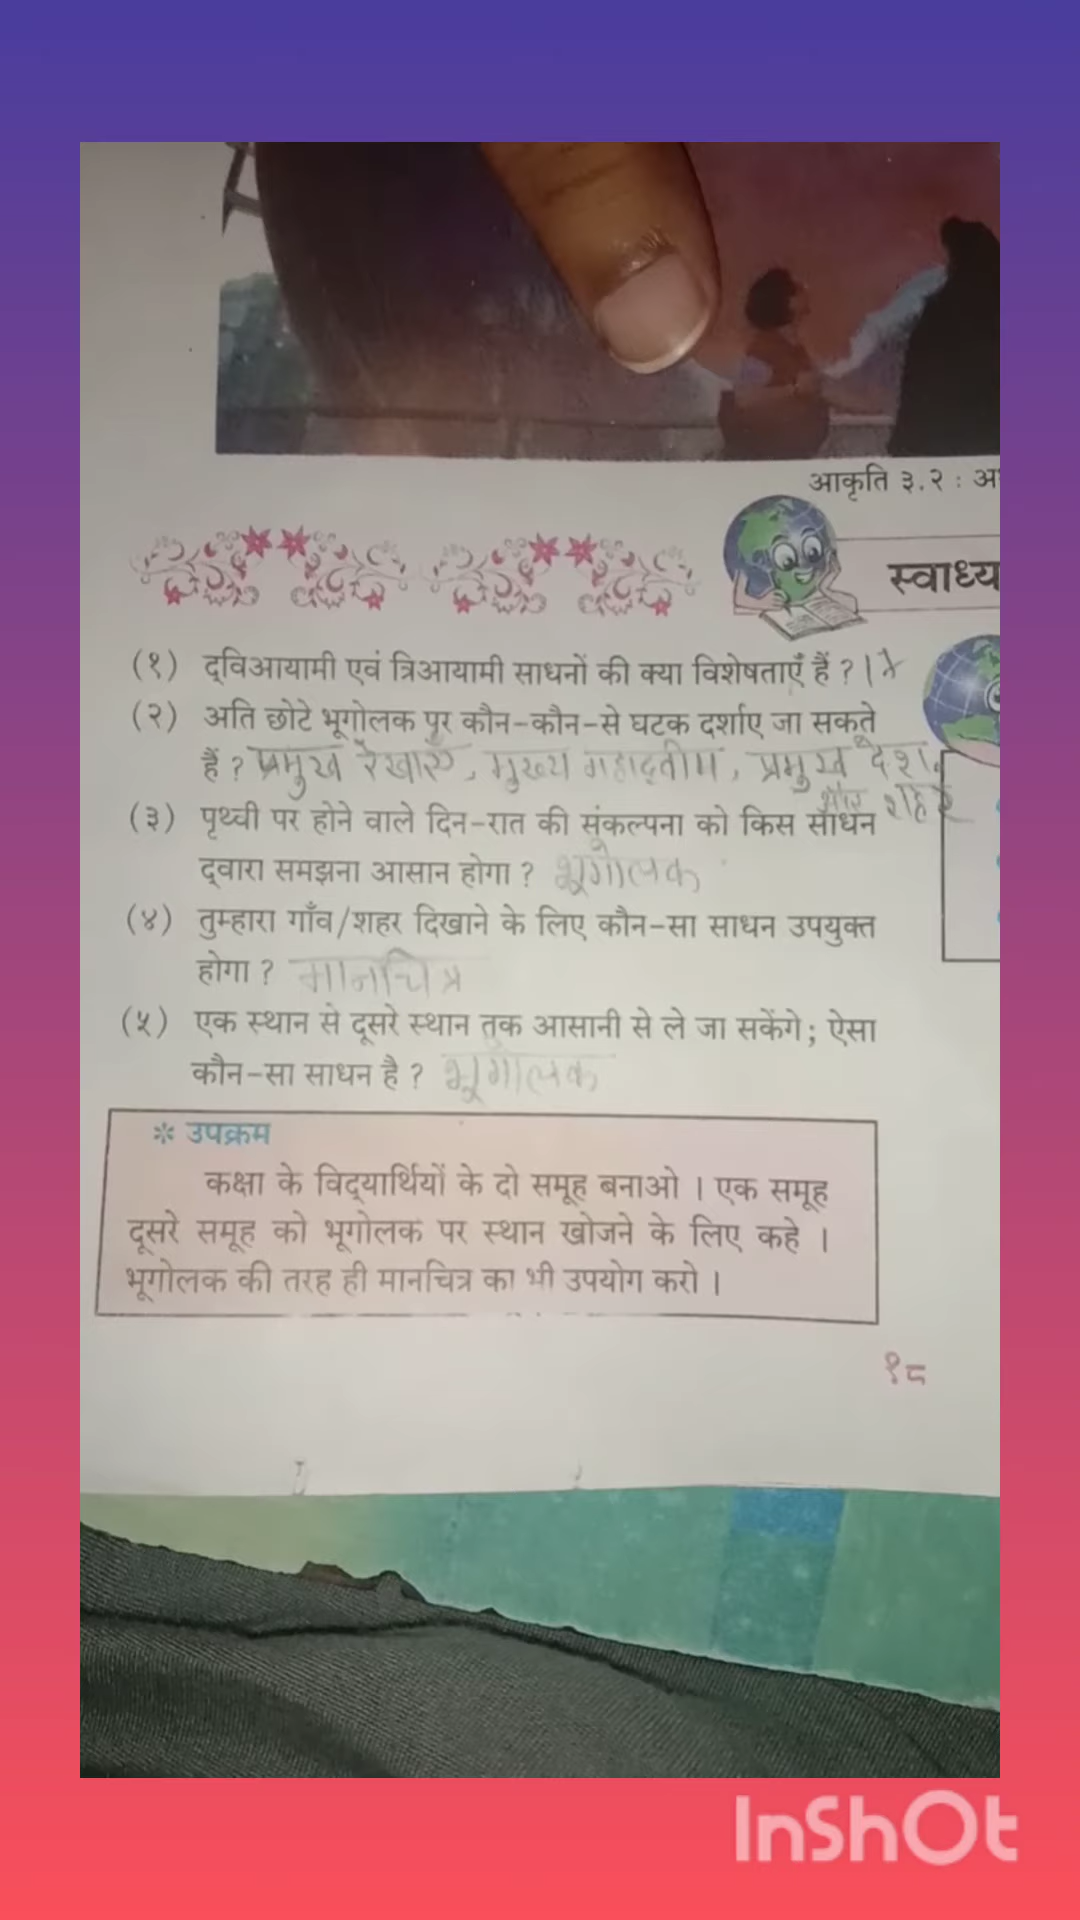 आकृति ३.२ : अ
स्वाध्य
(१) द्विआयामी एवं त्रिआयामी साधनों की क्या विशेषताएँ हैं ?
(२) अति छोटे भूगोलक पर कौन-कौन-से घटक दर्शाए जा सकते
हैं ? प्रमुख रेखाएँ, मुख्य महाद्वीप, प्रमुख देश
और शहर
(३) पृथ्वी पर होने वाले दिन-रात की संकल्पना को किस साधन
द्वारा समझना आसान होगा ? भूगोलक
(४) तुम्हारा गाँव/शहर दिखाने के लिए कौन-सा साधन उपयुक्त
होगा ? मानचित्र
(५) एक स्थान से दूसरे स्थान तक आसानी से ले जा सकेंगे; ऐसा
कौन-सा साधन है ? भूगोलक
* उपक्रम
कक्षा के विद्यार्थियों के दो समूह बनाओ । एक समूह
दूसरे समूह को भूगोलक पर स्थान खोजने के लिए कहे ।
भूगोलक की तरह ही मानचित्र का भी उपयोग करो ।
१८
InShOt